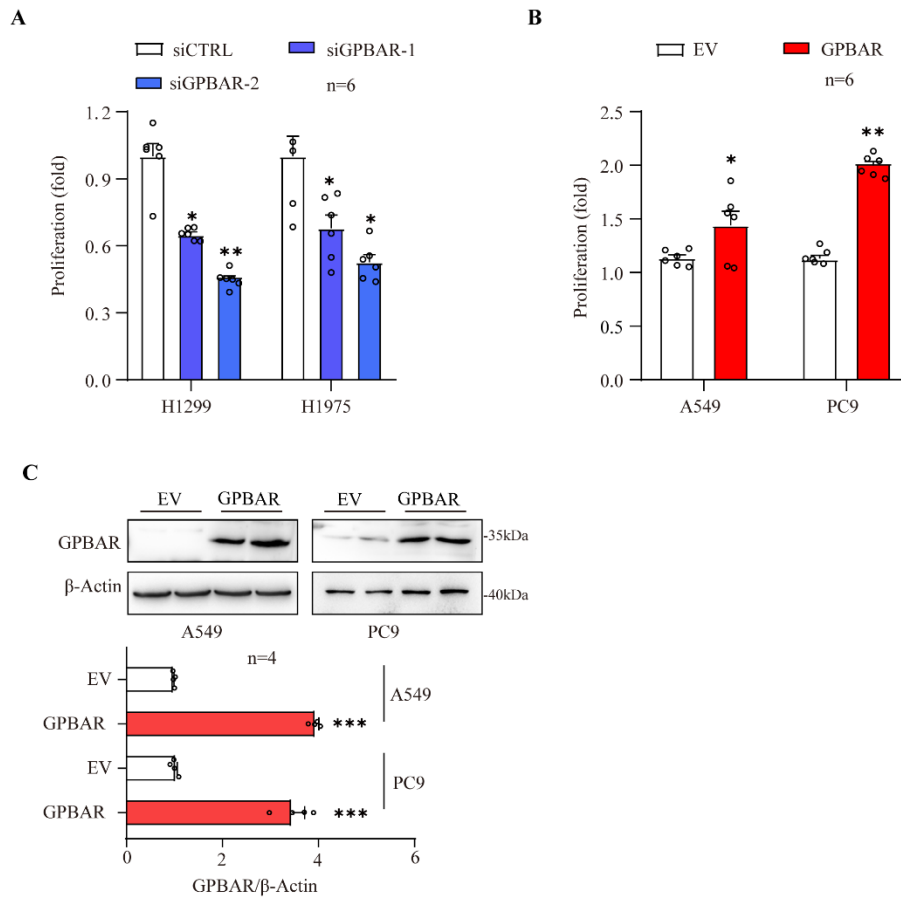 A
siCTRL siGPBAR-1
siGPBAR-2 n=6
Proliferation (fold)
1.2
0.9
0.6
0.3
0.0
*
**
*
*
H1299 H1975
B
EV GPBAR
n=6
Proliferation (fold)
2.5
2.0
1.5
1.0
0.5
0.0
*
**
A549 PC9
C
EV GPBAR EV GPBAR
GPBAR -35kDa
β-Actin -40kDa
A549 PC9
n=4
EV
GPBAR ***
A549
EV
GPBAR ***
PC9
0 2 4 6
GPBAR/β-Actin